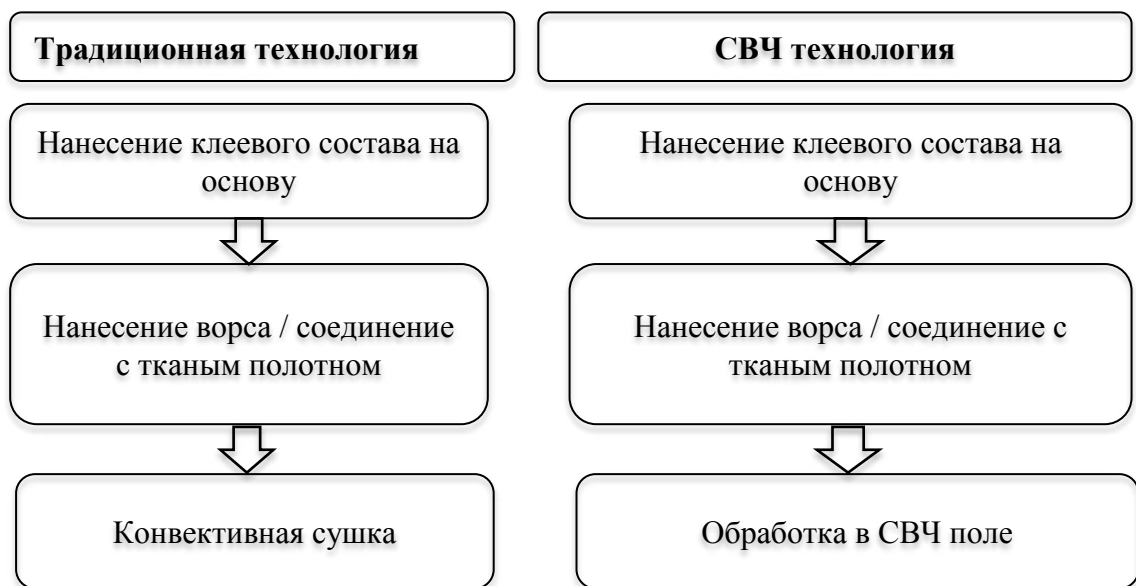 Традиционная технология
СВЧ технология
Нанесение клеевого состава на
основу
Нанесение клеевого состава на
основу
Нанесение ворса / соединение
с тканым полотном
Нанесение ворса / соединение с
тканым полотном
Конвективная сушка
Обработка в СВЧ поле